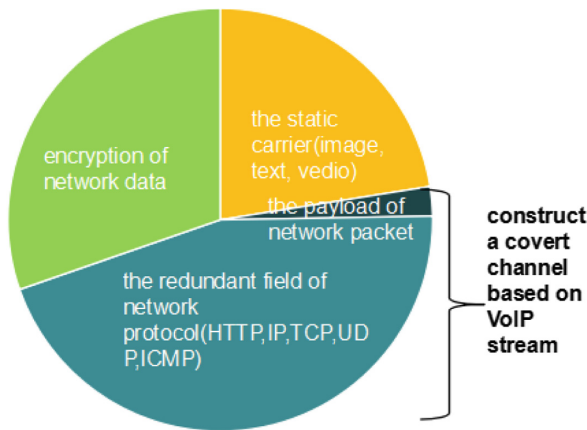 the static
carrier(image,
text, vedio)
encryption of
network data
the payload of
network packet
the redundant field of
network
protocol(HTTP,IP,TCP,UD
P,ICMP)
construct
a covert
channel
based on
VoIP
stream